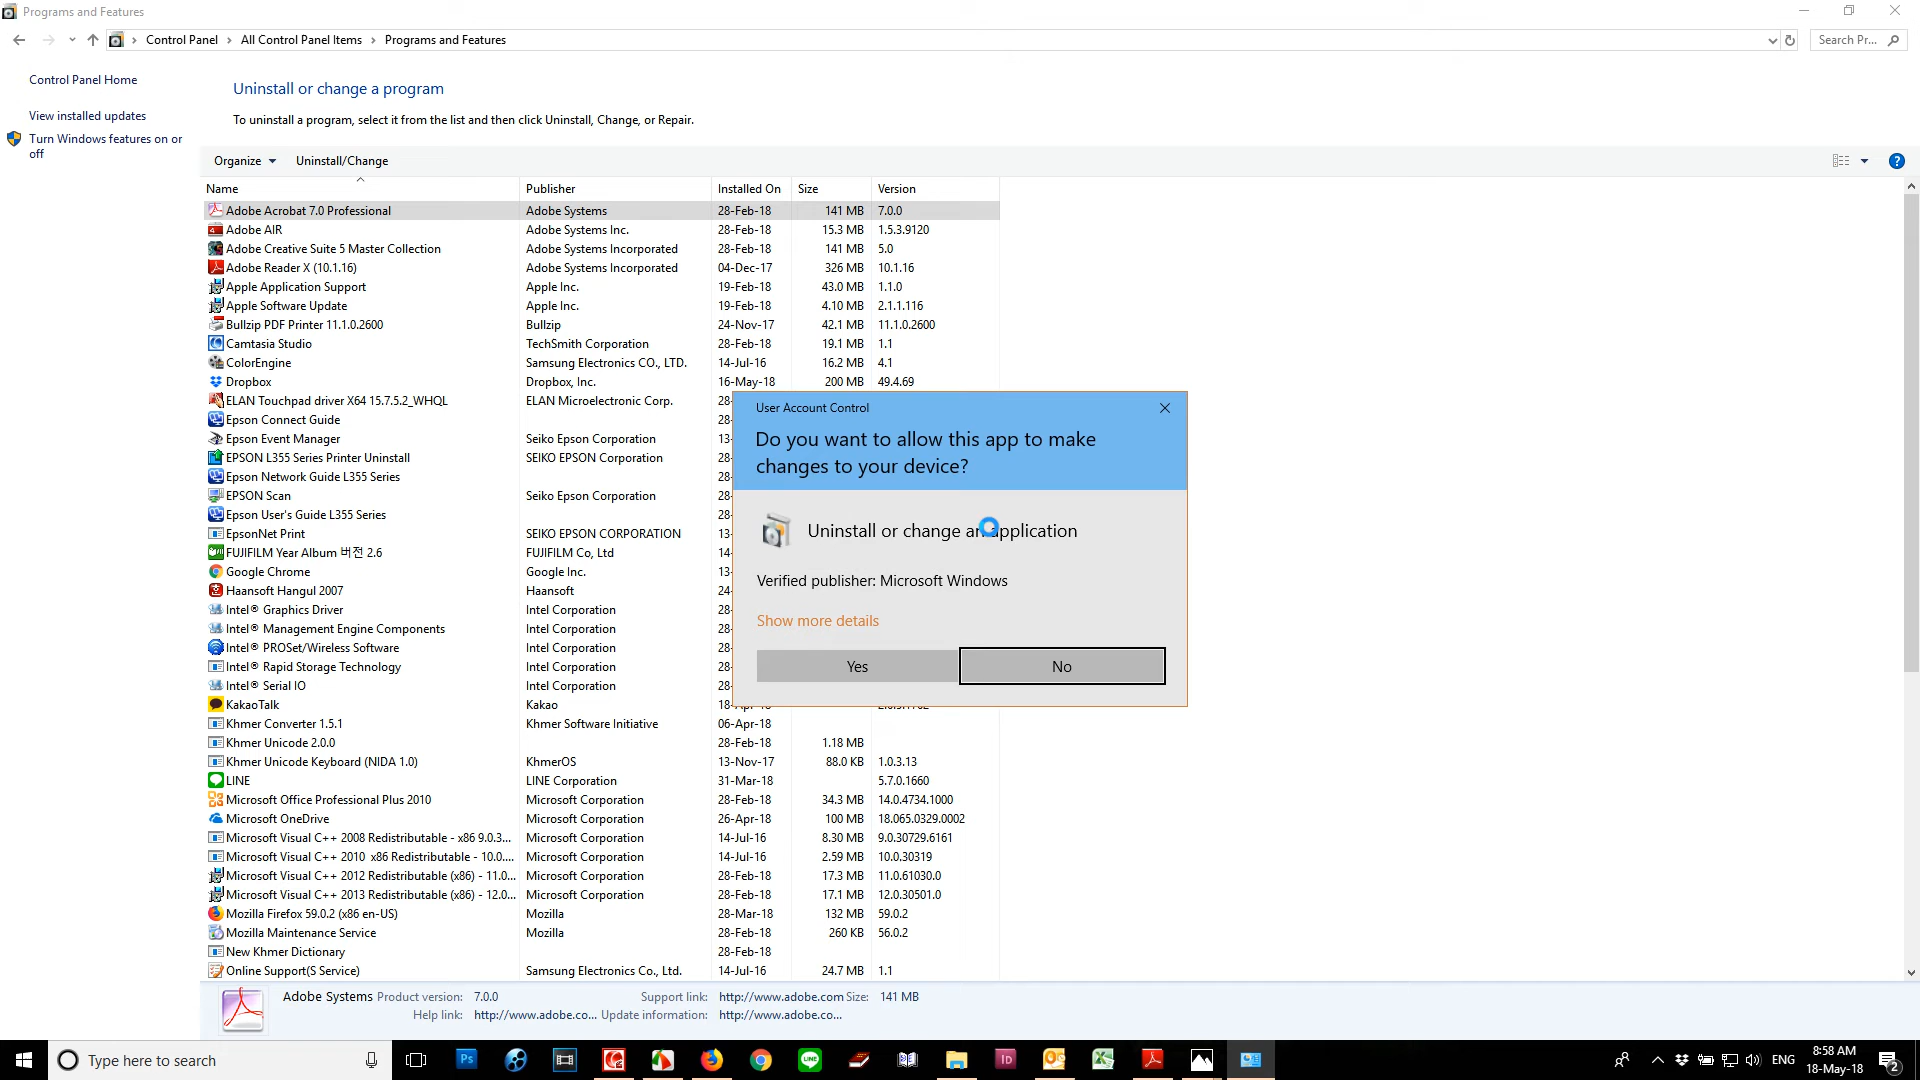 Programs and Features
Control Panel > All Control Panel Items > Programs and Features
Search Pr...
Control Panel Home
View installed updates
Turn Windows features on or
off
Uninstall or change a program
To uninstall a program, select it from the list and then click Uninstall, Change, or Repair.
Organize Uninstall/Change
Name Publisher Installed On Size Version
Adobe Acrobat 7.0 Professional Adobe Systems 28-Feb-18 141 MB 7.0.0
Adobe AIR Adobe Systems Inc. 28-Feb-18 15.3 MB 1.5.3.9120
Adobe Creative Suite 5 Master Collection Adobe Systems Incorporated 28-Feb-18 141 MB 5.0
Adobe Reader X (10.1.16) Adobe Systems Incorporated 04-Dec-17 326 MB 10.1.16
Apple Application Support Apple Inc. 19-Feb-18 43.0 MB 1.1.0
Apple Software Update Apple Inc. 19-Feb-18 4.10 MB 2.1.1.116
Bullzip PDF Printer 11.1.0.2600 Bullzip 24-Nov-17 42.1 MB 11.1.0.2600
Camtasia Studio TechSmith Corporation 28-Feb-18 19.1 MB 1.1
ColorEngine Samsung Electronics CO., LTD. 14-Jul-16 16.2 MB 4.1
Dropbox Dropbox, Inc. 16-May-18 200 MB 49.4.69
ELAN Touchpad driver X64 15.7.5.2_WHQL ELAN Microelectronic Corp. 28-
Epson Connect Guide 28-
Epson Event Manager Seiko Epson Corporation 13-
EPSON L355 Series Printer Uninstall SEIKO EPSON Corporation 13-
Epson Network Guide L355 Series 28-
EPSON Scan Seiko Epson Corporation 28-
Epson User's Guide L355 Series 28-
EpsonNet Print SEIKO EPSON CORPORATION 13-
FUJIFILM Year Album 버전 2.6 FUJIFILM Co, Ltd 14-
Google Chrome Google Inc. 13-
Haansoft Hangul 2007 Haansoft 24-
Intel® Graphics Driver Intel Corporation 28-
Intel® Management Engine Components Intel Corporation 28-
Intel® PROSet/Wireless Software Intel Corporation 28-
Intel® Rapid Storage Technology Intel Corporation 28-
Intel® Serial IO Intel Corporation 28-
KakaoTalk Kakao 18-Apr-18
Khmer Converter 1.5.1 Khmer Software Initiative 06-Apr-18
Khmer Unicode 2.0.0 28-Feb-18 1.18 MB
Khmer Unicode Keyboard (NIDA 1.0) KhmerOS 13-Nov-17 88.0 KB 1.0.3.13
LINE LINE Corporation 31-Mar-18 5.7.0.1660
Microsoft Office Professional Plus 2010 Microsoft Corporation 28-Feb-18 34.3 MB 14.0.4734.1000
Microsoft OneDrive Microsoft Corporation 26-Apr-18 100 MB 18.065.0329.0002
Microsoft Visual C++ 2008 Redistributable - x86 9.0.3... Microsoft Corporation 14-Jul-16 8.30 MB 9.0.30729.6161
Microsoft Visual C++ 2010 x86 Redistributable - 10.0.... Microsoft Corporation 14-Jul-16 2.59 MB 10.0.30319
Microsoft Visual C++ 2012 Redistributable (x86) - 11.0... Microsoft Corporation 28-Feb-18 17.3 MB 11.0.61030.0
Microsoft Visual C++ 2013 Redistributable (x86) - 12.0... Microsoft Corporation 28-Feb-18 17.1 MB 12.0.30501.0
Mozilla Firefox 59.0.2 (x86 en-US) Mozilla 28-Mar-18 132 MB 59.0.2
Mozilla Maintenance Service Mozilla 28-Feb-18 260 KB 56.0.2
New Khmer Dictionary 28-Feb-18
Online Support(S Service) Samsung Electronics Co., Ltd. 14-Jul-16 24.7 MB 1.1
User Account Control
Do you want to allow this app to make
changes to your device?
Uninstall or change an application
Verified publisher: Microsoft Windows
Show more details
Yes No
Adobe Systems Product version: 7.0.0 Support link: http://www.adobe.com Size: 141 MB
Help link: http://www.adobe.co... Update information: http://www.adobe.co...
Type here to search
ENG
8:58 AM
18-May-18
2